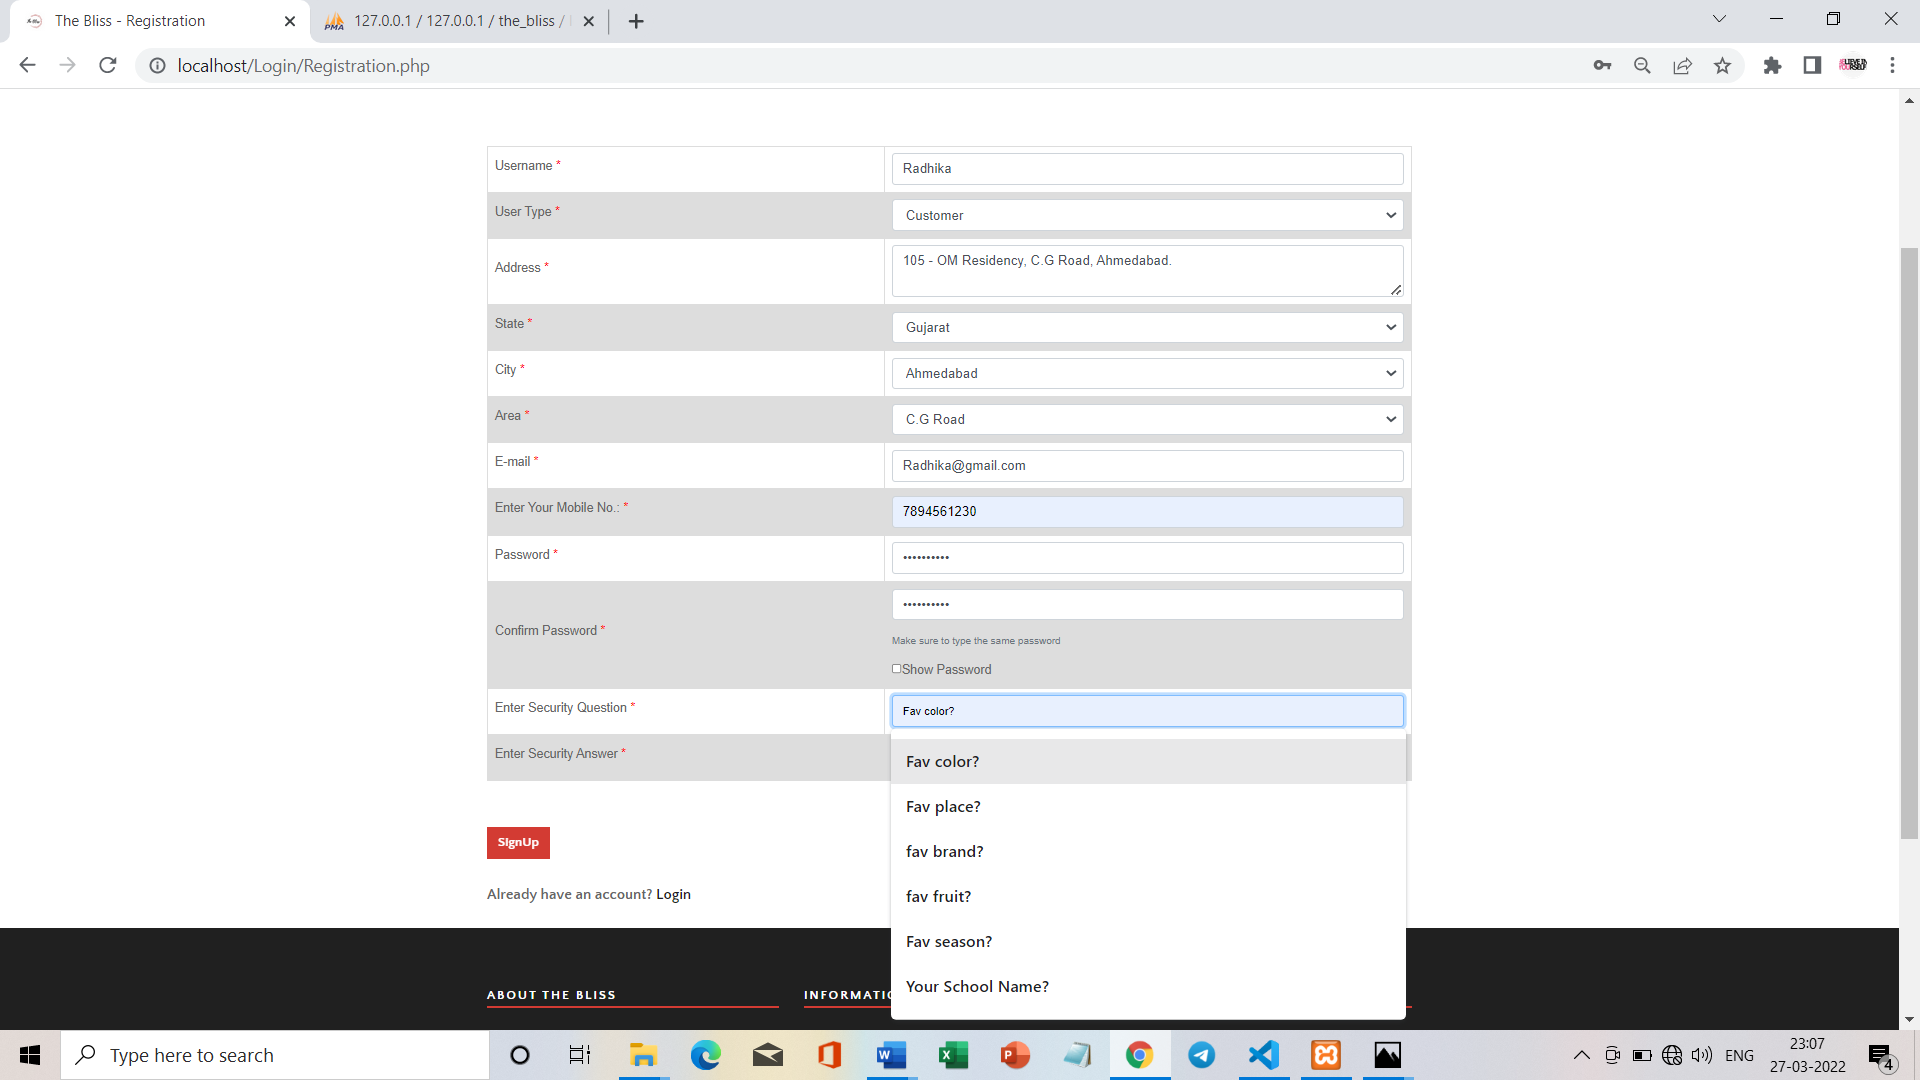 The Bliss - Registration
127.0.0.1 / 127.0.0.1 / the_bliss /
localhost/Login/Registration.php
Username *
Radhika
User Type *
Customer
Address *
105 - OM Residency, C.G Road, Ahmedabad.
State *
Gujarat
City *
Ahmedabad
Area *
C.G Road
E-mail *
Radhika@gmail.com
Enter Your Mobile No.: *
7894561230
Password *
••••••••••
Confirm Password *
••••••••••
Make sure to type the same password
Show Password
Enter Security Question *
Fav color?
Enter Security Answer *
Fav color?
Fav place?
fav brand?
fav fruit?
Fav season?
Your School Name?
SignUp
Already have an account? Login
ABOUT THE BLISS
INFORMATIO
Type here to search
ENG
23:07
27-03-2022
4